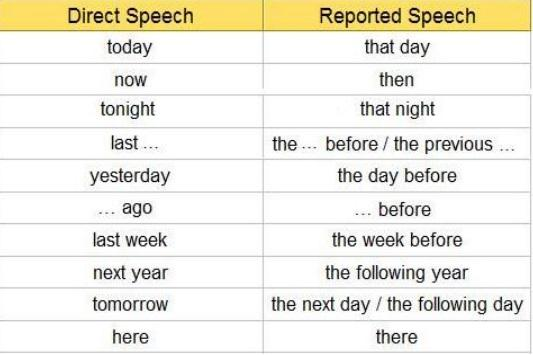 Direct Speech Reported Speech
today that day
now then
tonight that night
last ... the ... before / the previous ...
yesterday the day before
... ago ... before
last week the week before
next year the following year
tomorrow the next day / the following day
here there